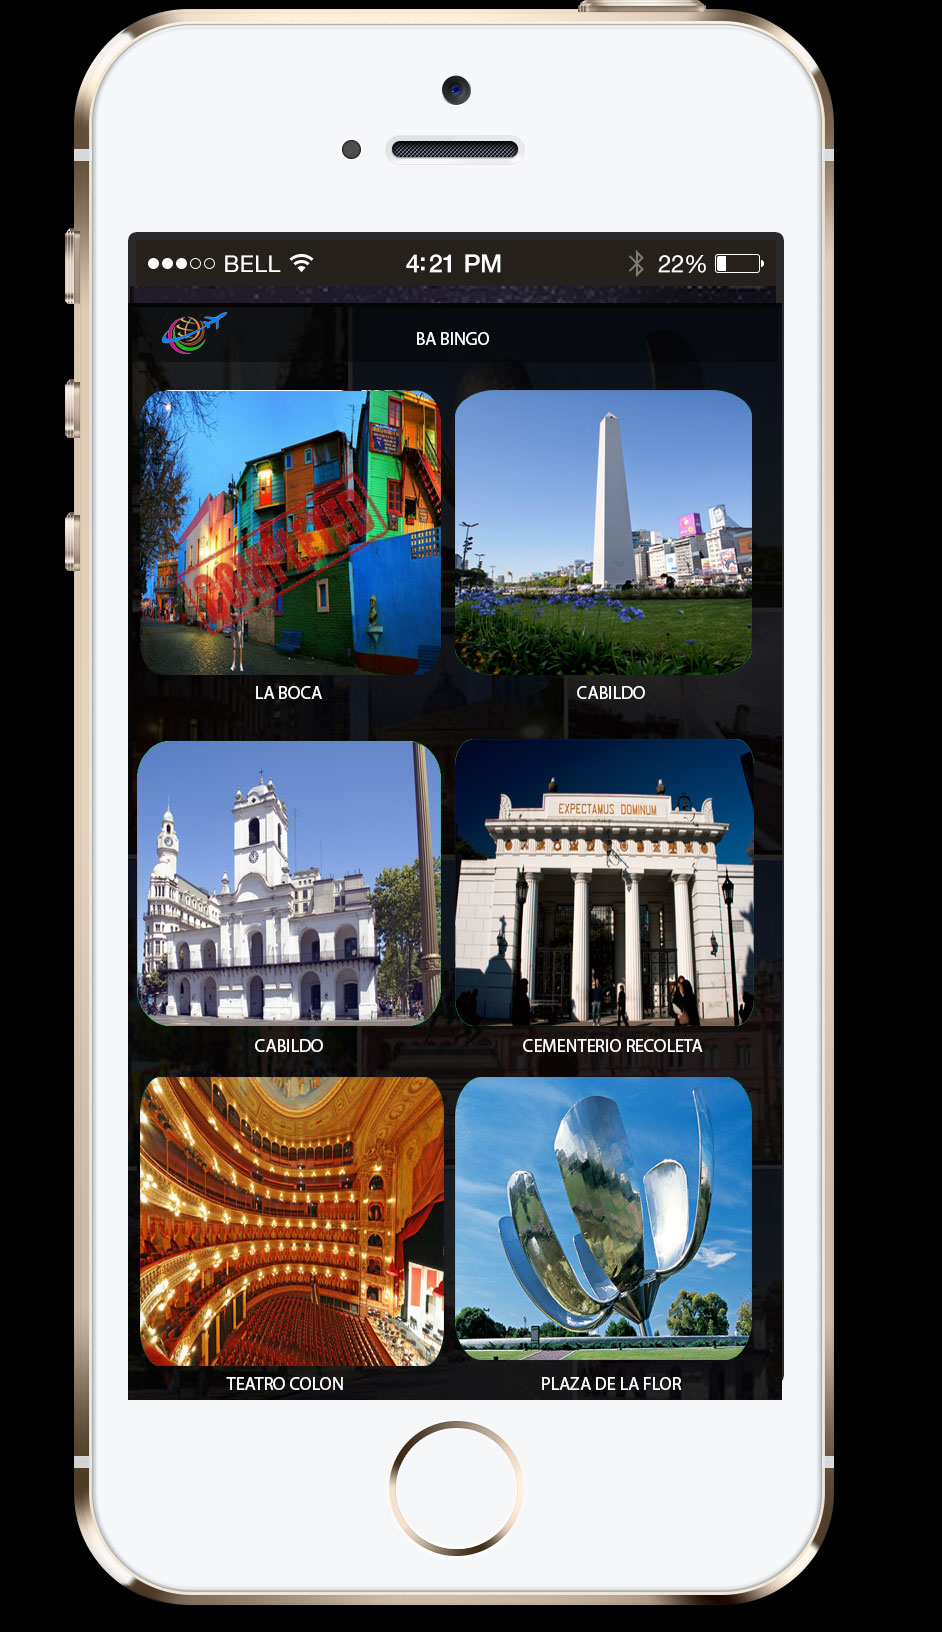 BELL 4:21 PM 22%
BA BINGO
LA BOCA
CABILDO
EXPECTAMUS DOMINUM
CABILDO
CEMENTERIO RECOLETA
TEATRO COLON
PLAZA DE LA FLOR